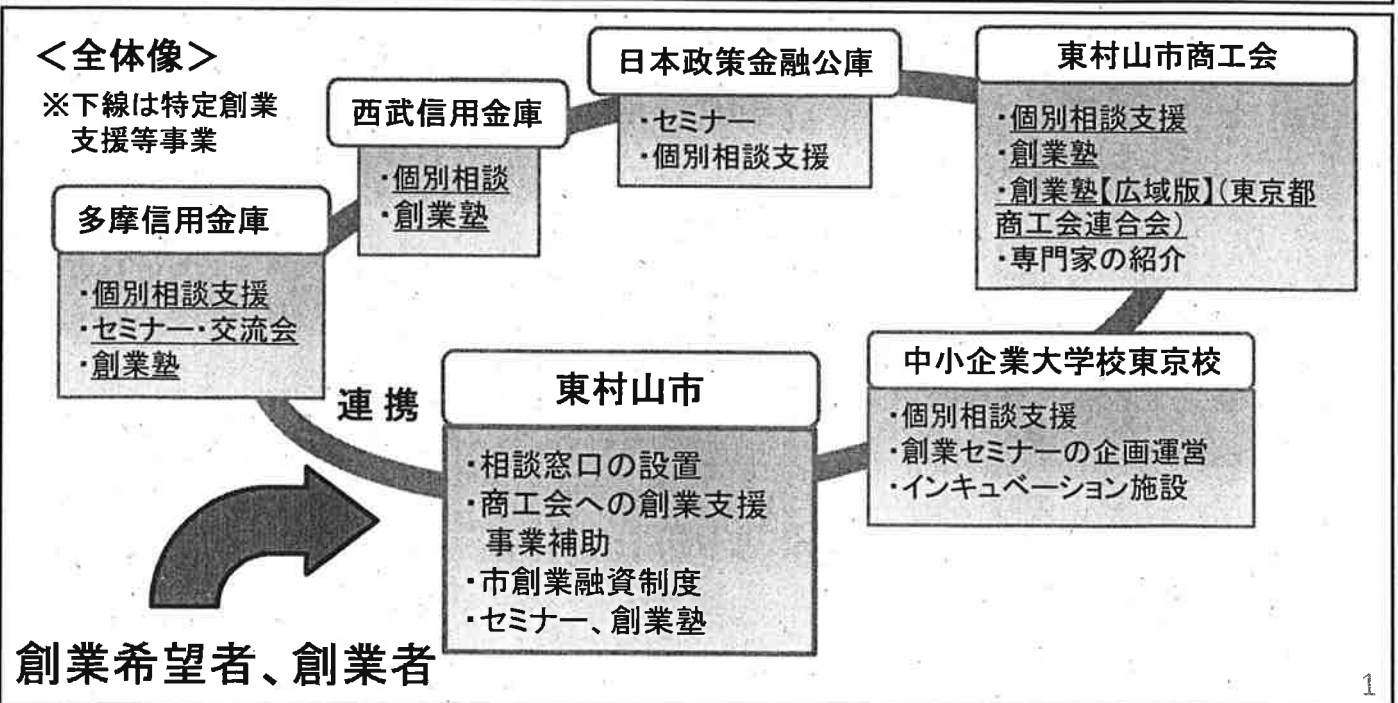 ＜全体像＞
※下線は特定創業
支援等事業
多摩信用金庫
・個別相談支援
・セミナー・交流会
・創業塾
西武信用金庫
・個別相談
・創業塾
日本政策金融公庫
・セミナー
・個別相談支援
東村山市商工会
・個別相談支援
・創業塾
・創業塾【広域版】（東京都
商工会連合会）
・専門家の紹介
中小企業大学校東京校
・個別相談支援
・創業セミナーの企画運営
・インキュベーション施設
連携
東村山市
・相談窓口の設置
・商工会への創業支援
事業補助
・市創業融資制度
・セミナー、創業塾
創業希望者、創業者
1